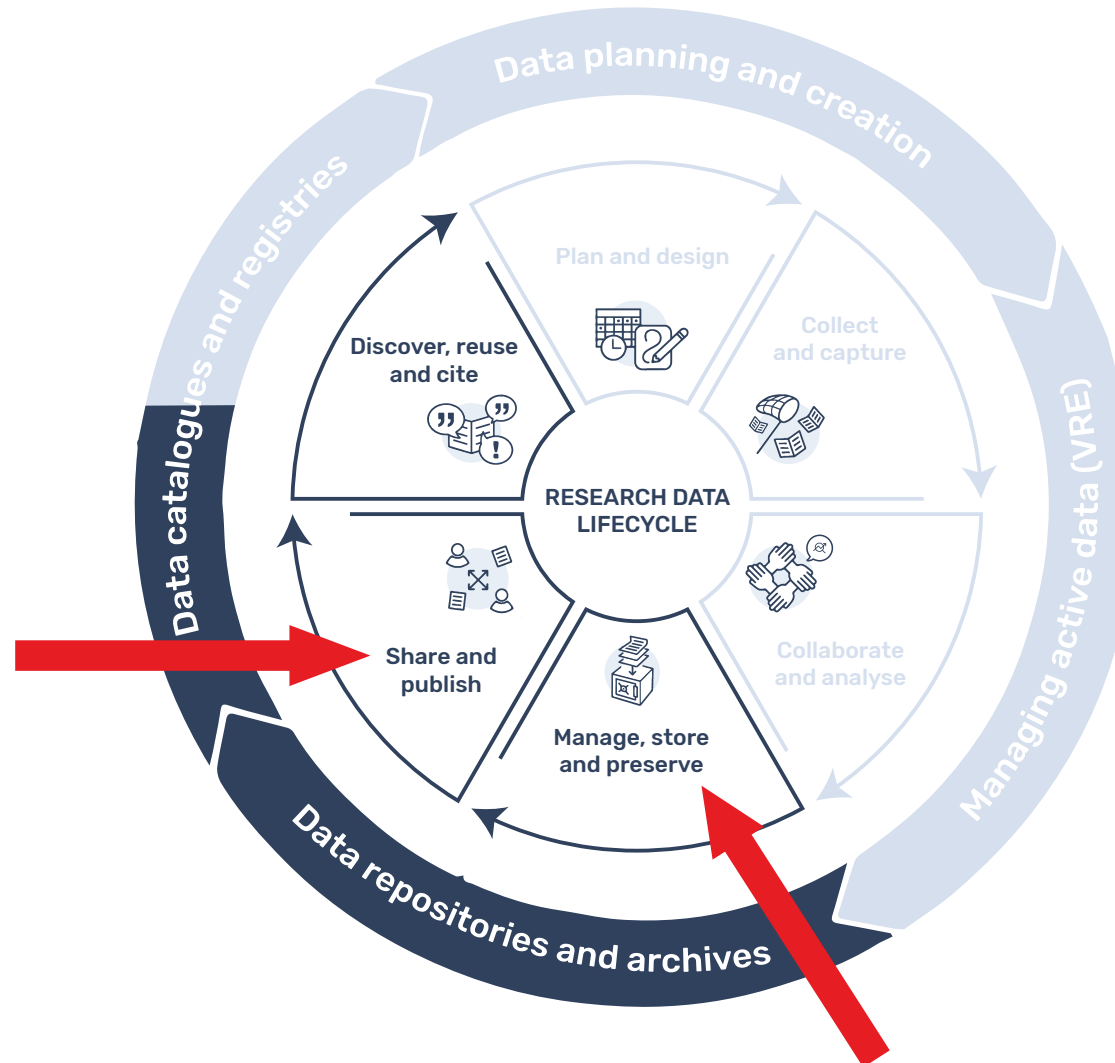 Data planning and creation
Managing active data (VRE)
Data repositories and archives
Data catalogues and registries
Plan and design
Collect
and capture
Collaborate
and analyse
Manage, store
and preserve
Share and
publish
Discover, reuse
and cite
RESEARCH DATA
LIFECYCLE